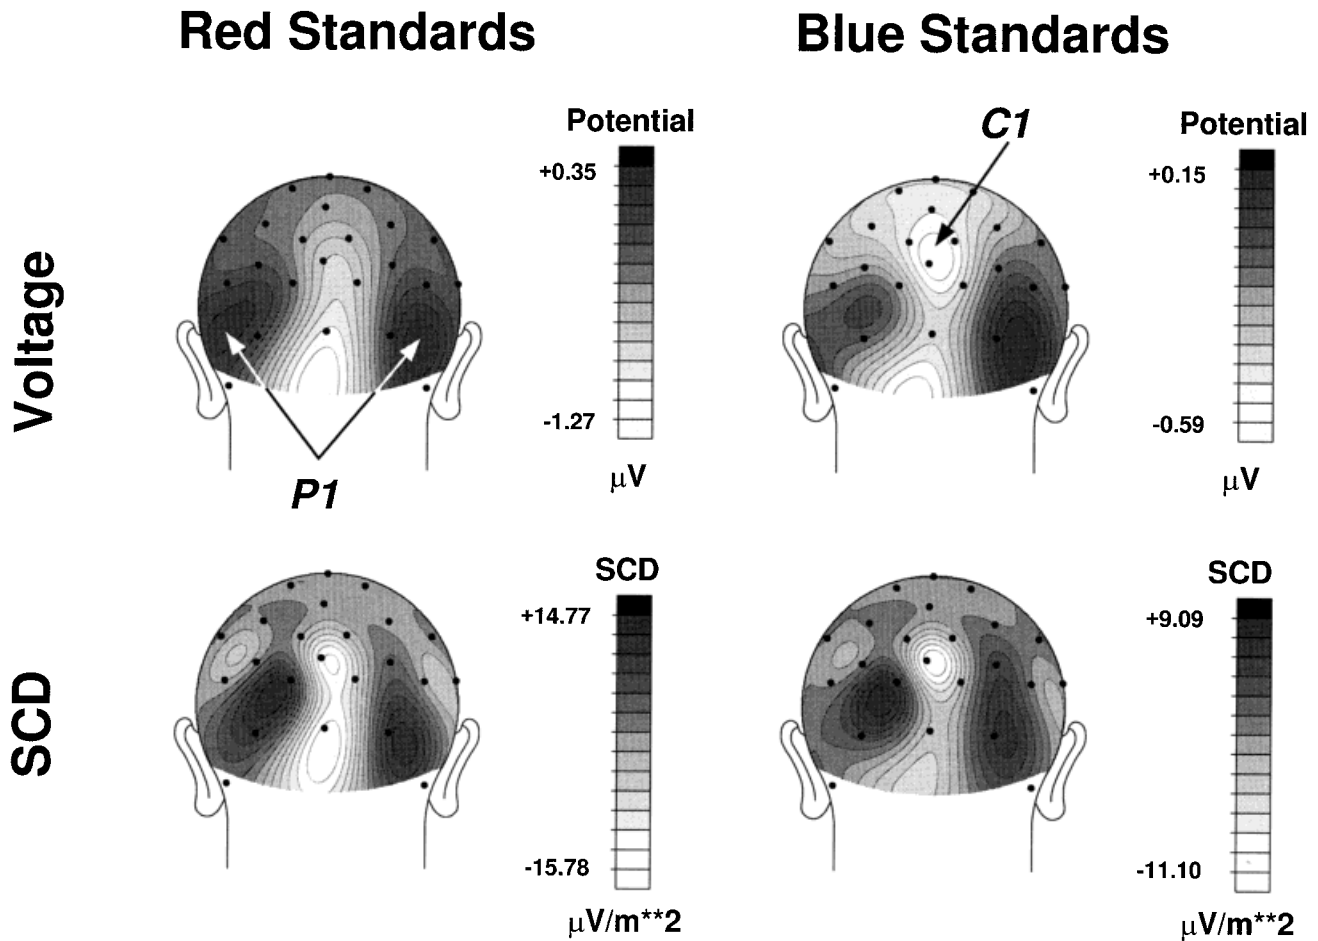 Red Standards
Blue Standards
Voltage
Potential
+0.35
-1.27
μV
P1
C1
Potential
+0.15
-0.59
μV
SCD
SCD
+14.77
-15.78
μV/m**2
SCD
+9.09
-11.10
μV/m**2